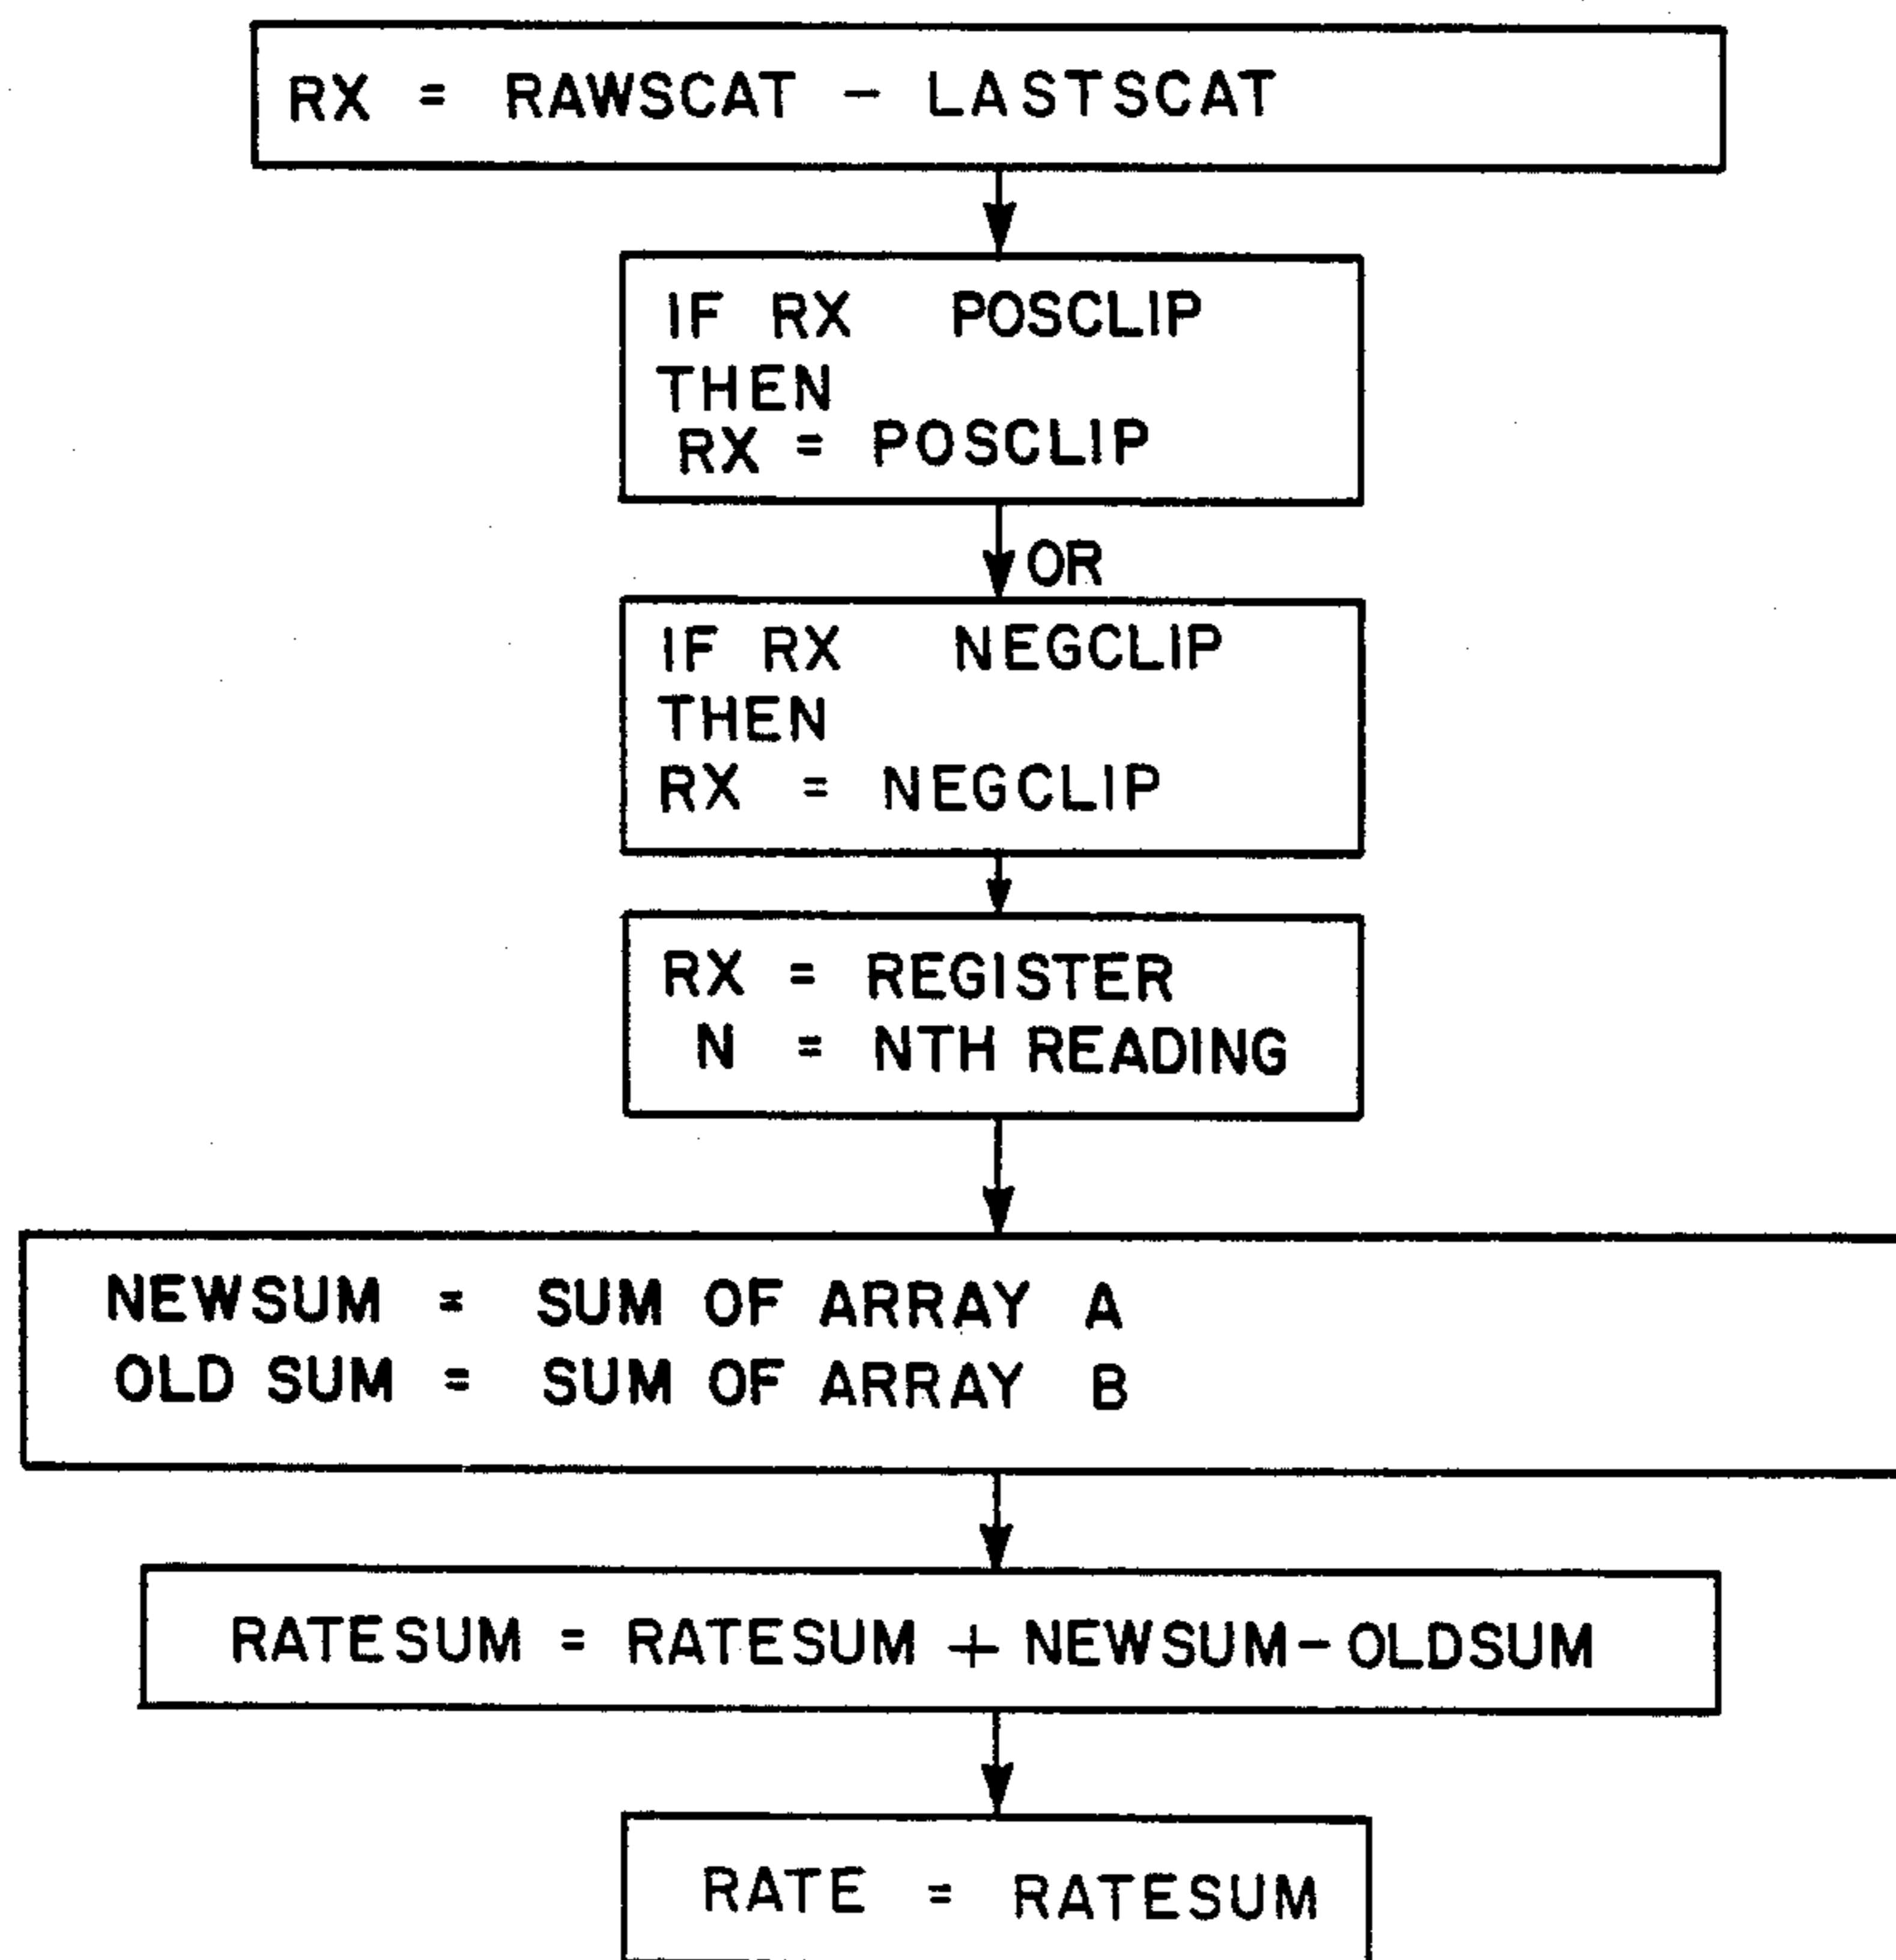 RX = RAWSCAT - LASTSCAT
IF RX POSCLIP
THEN
RX = POSCLIP
OR
IF RX NEGCLIP
THEN
RX = NEGCLIP
RX = REGISTER
N = NTH READING
NEWSUM = SUM OF ARRAY A
OLD SUM = SUM OF ARRAY B
RATESUM = RATESUM + NEWSUM-OLDSUM
RATE = RATESUM